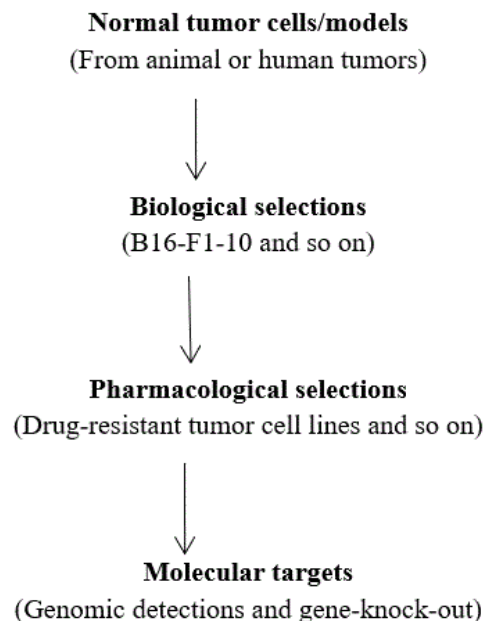 Normal tumor cells/models
(From animal or human tumors)
Biological selections
(B16-F1-10 and so on)
Pharmacological selections
(Drug-resistant tumor cell lines and so on)
Molecular targets
(Genomic detections and gene-knock-out)